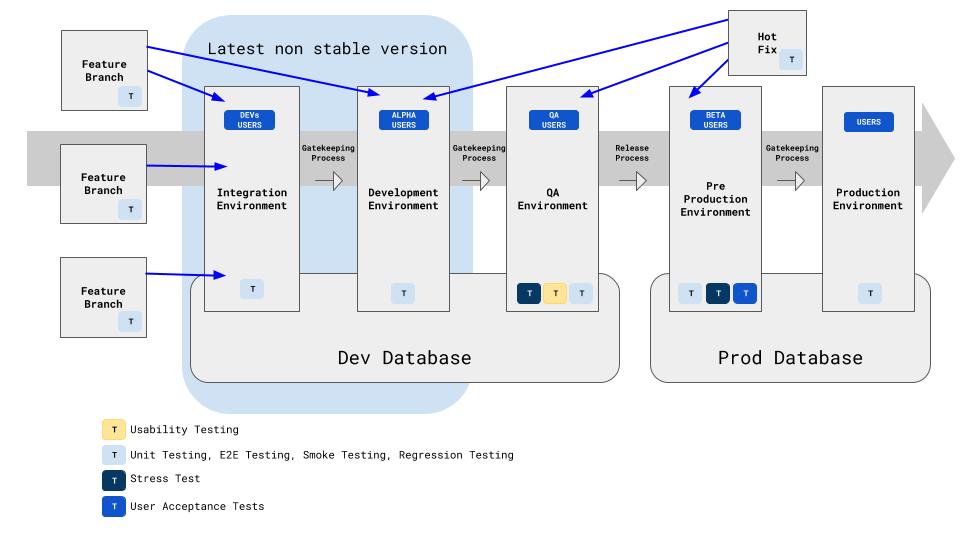 Latest non stable version
Feature
Branch
T
Feature
Branch
T
Feature
Branch
T
Hot
Fix
T
DEVs
USERS
Integration
Environment
T
Gatekeeping
Process
ALPHA
USERS
Development
Environment
T
Gatekeeping
Process
QA
USERS
QA
Environment
T T T
Release
Process
BETA
USERS
Pre
Production
Environment
T T T
Gatekeeping
Process
USERS
Production
Environment
T
Dev Database
Prod Database
T Usability Testing
T Unit Testing, E2E Testing, Smoke Testing, Regression Testing
T Stress Test
T User Acceptance Tests